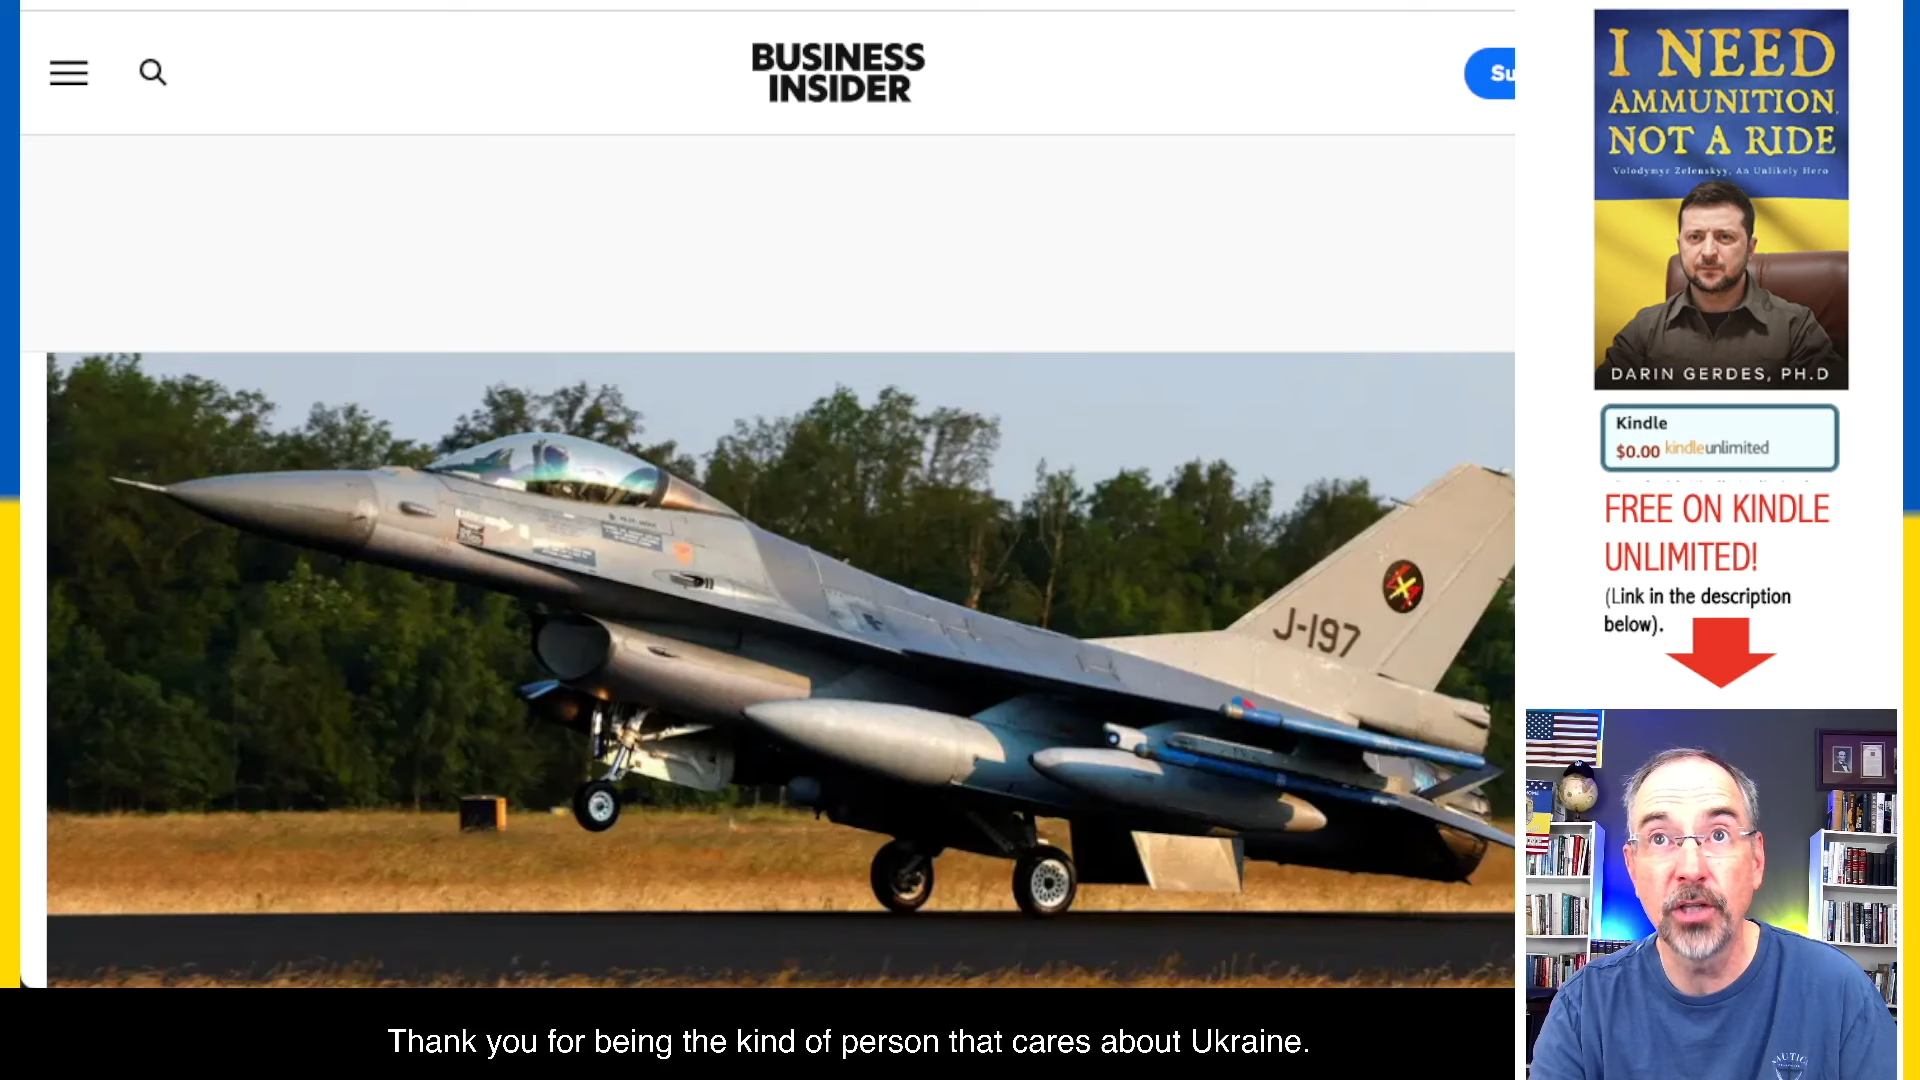 BUSINESS
INSIDER
Su
J-197
I NEED
AMMUNITION,
NOT A RIDE
Volodymyr Zelenskyy, An Unlikely Hero
DARIN GERDES, PH.D
Kindle
$0.00 kindleunlimited
FREE ON KINDLE
UNLIMITED!
(Link in the description
below).
NAUTICA
Thank you for being the kind of person that cares about Ukraine.